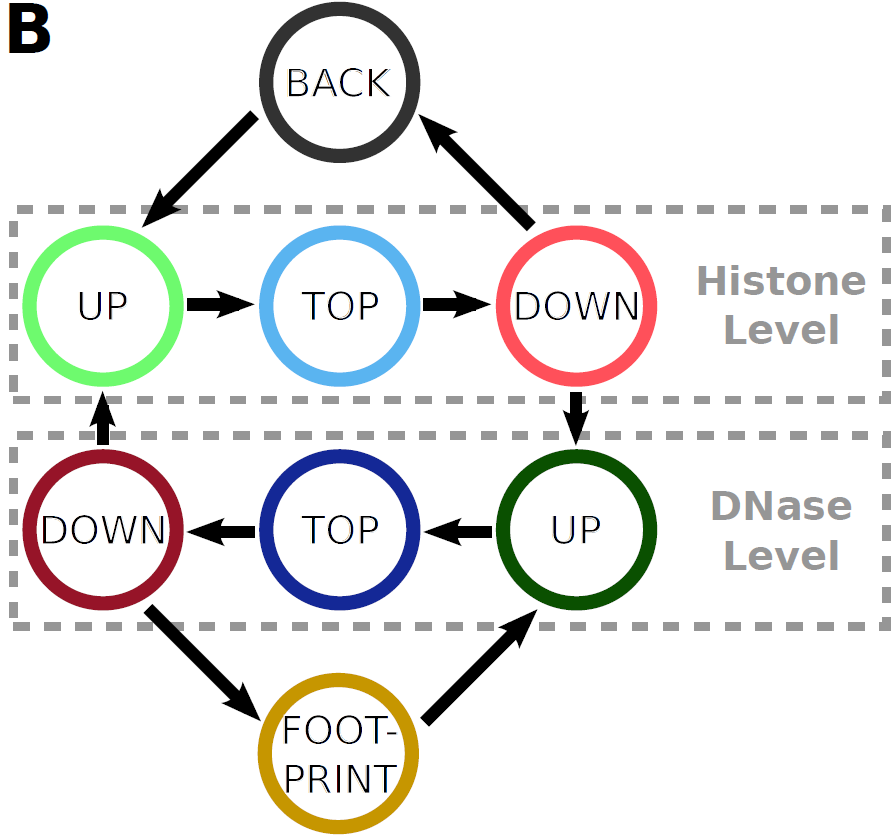 B
BACK
UP
TOP
DOWN
Histone
Level
DOWN
TOP
UP
DNase
Level
FOOT-
PRINT